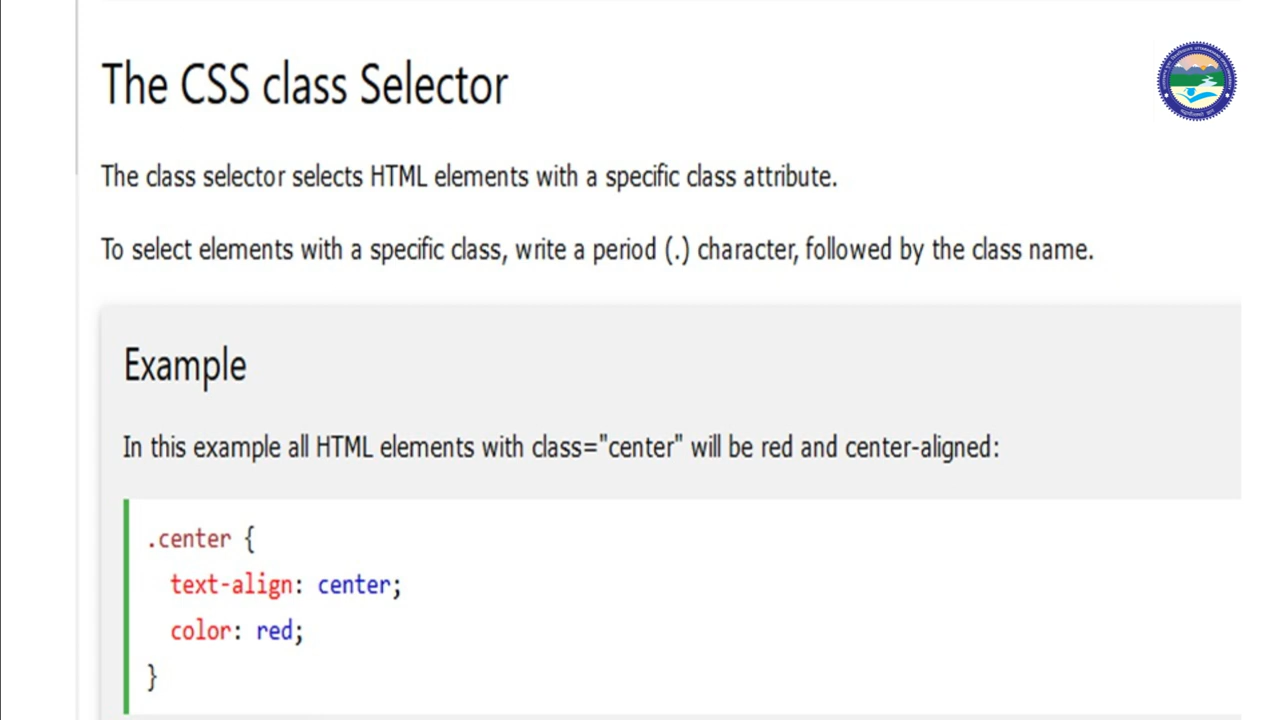 The CSS class Selector
The class selector selects HTML elements with a specific class attribute.
To select elements with a specific class, write a period (.) character, followed by the class name.
Example
In this example all HTML elements with class="center" will be red and center-aligned:
.center {
text-align: center;
color: red;
}